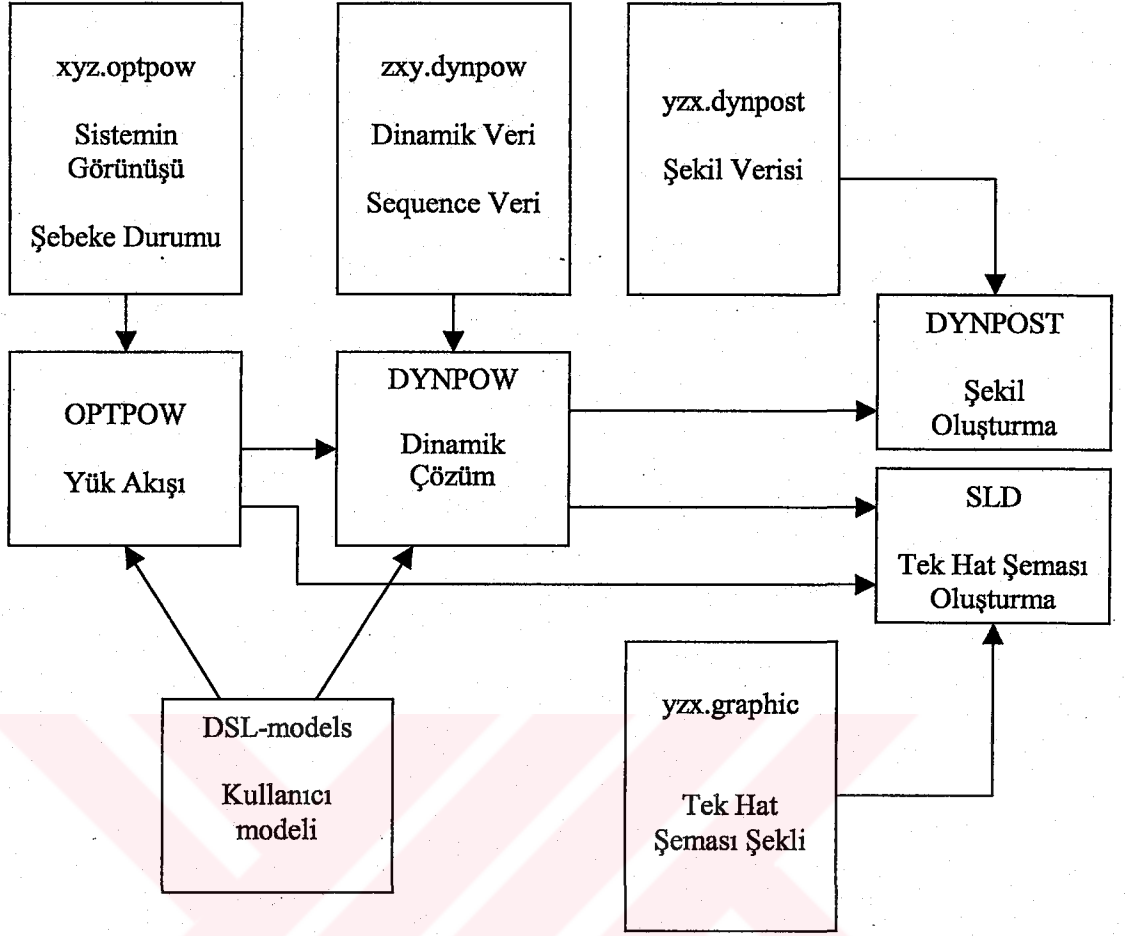 xyz.optpow
Sistemin
Görünüşü
Şebeke Durumu
zxy.dynpow
Dinamik Veri
Sequence Veri
yzx.dynpost
Şekil Verisi
OPTPOW
Yük Akışı
DYNPOW
Dinamik
Çözüm
DYNPOST
Şekil
Oluşturma
SLD
Tek Hat Şeması
Oluşturma
DSL-models
Kullanıcı
modeli
yzx.graphic
Tek Hat
Şeması Şekli